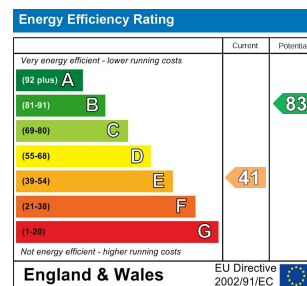 Energy Efficiency Rating
Current Potential
Very energy efficient - lower running costs
(92 plus) A
(81-91) B
83
(69-80) C
(55-68) D
(39-54) E
41
(21-38) F
(1-20) G
Not energy efficient - higher running costs
England & Wales
EU Directive
2002/91/EC